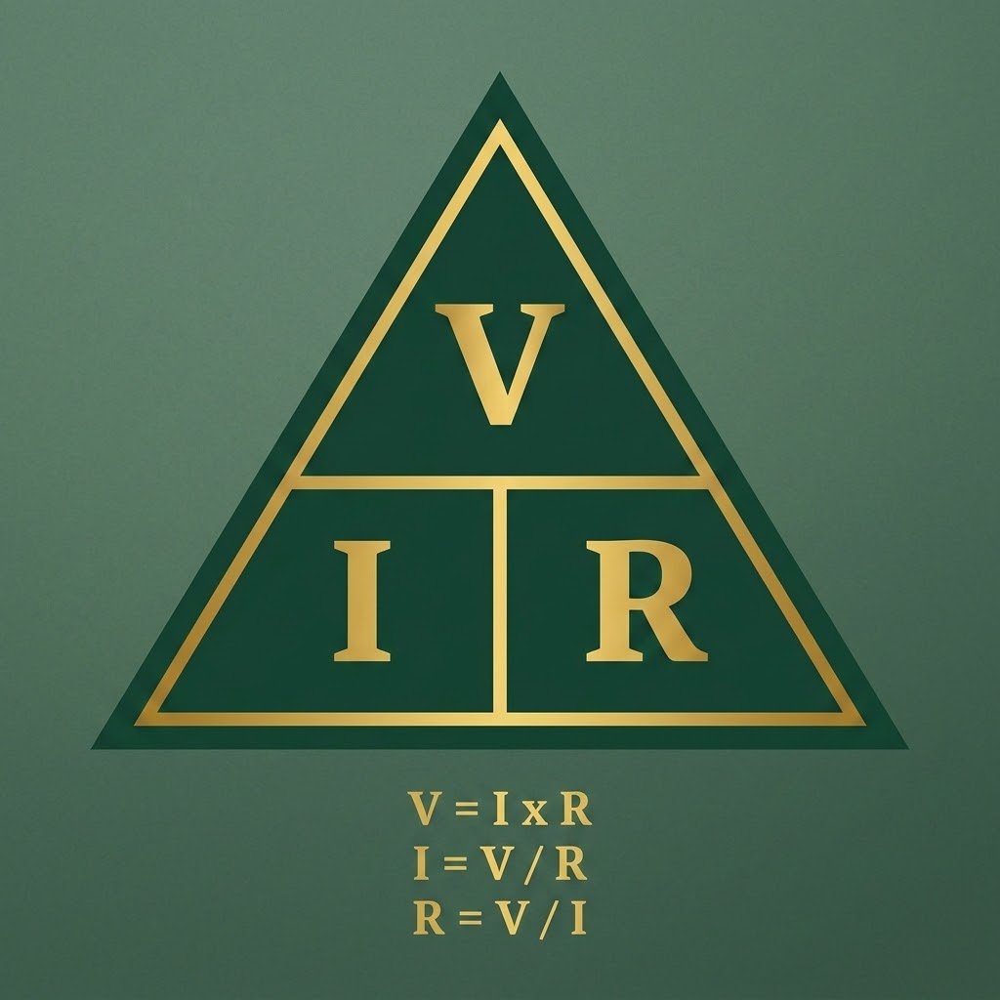 V
I R
V = I x R
I = V / R
R = V / I